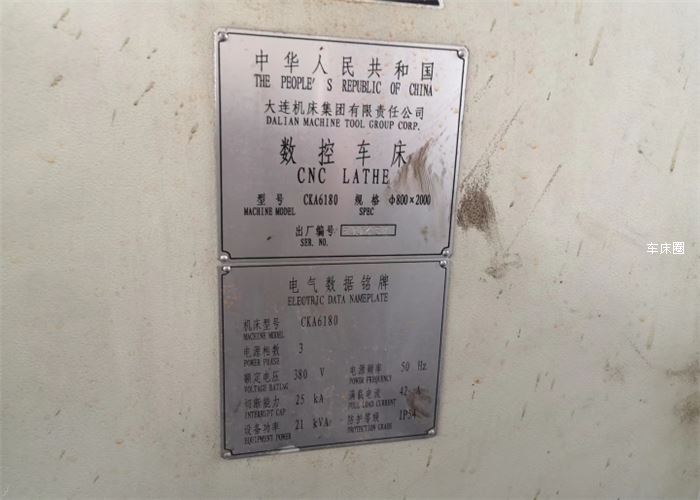 中华人民共和国
THE PEOPLE'S REPUBLIC OF CHINA
大连机床集团有限责任公司
DALIAN MACHINE TOOL GROUP CORP.
数控车床
CNC LATHE
型号 CKA6180 规格 φ800×2000
MACHINE MODEL SPEC
出厂编号
SER. NO.
电气数据铭牌
ELECTRIC DATA NAMEPLATE
机床型号 CKA6180
MACHINE MODEL
电源相数 3 电源频率 50 Hz
POWER PHASE POWER FREQUENCY
额定电压 380 V 满载电流 42 A
VOLTAGE RATING FULL LOAD CURRENT
切断能力 25 kA 防护等级 IP54
INTERRUPT CAP PROTECTION GRADE
设备功率 21 kVA
EQUIPMENT POWER
车床圈